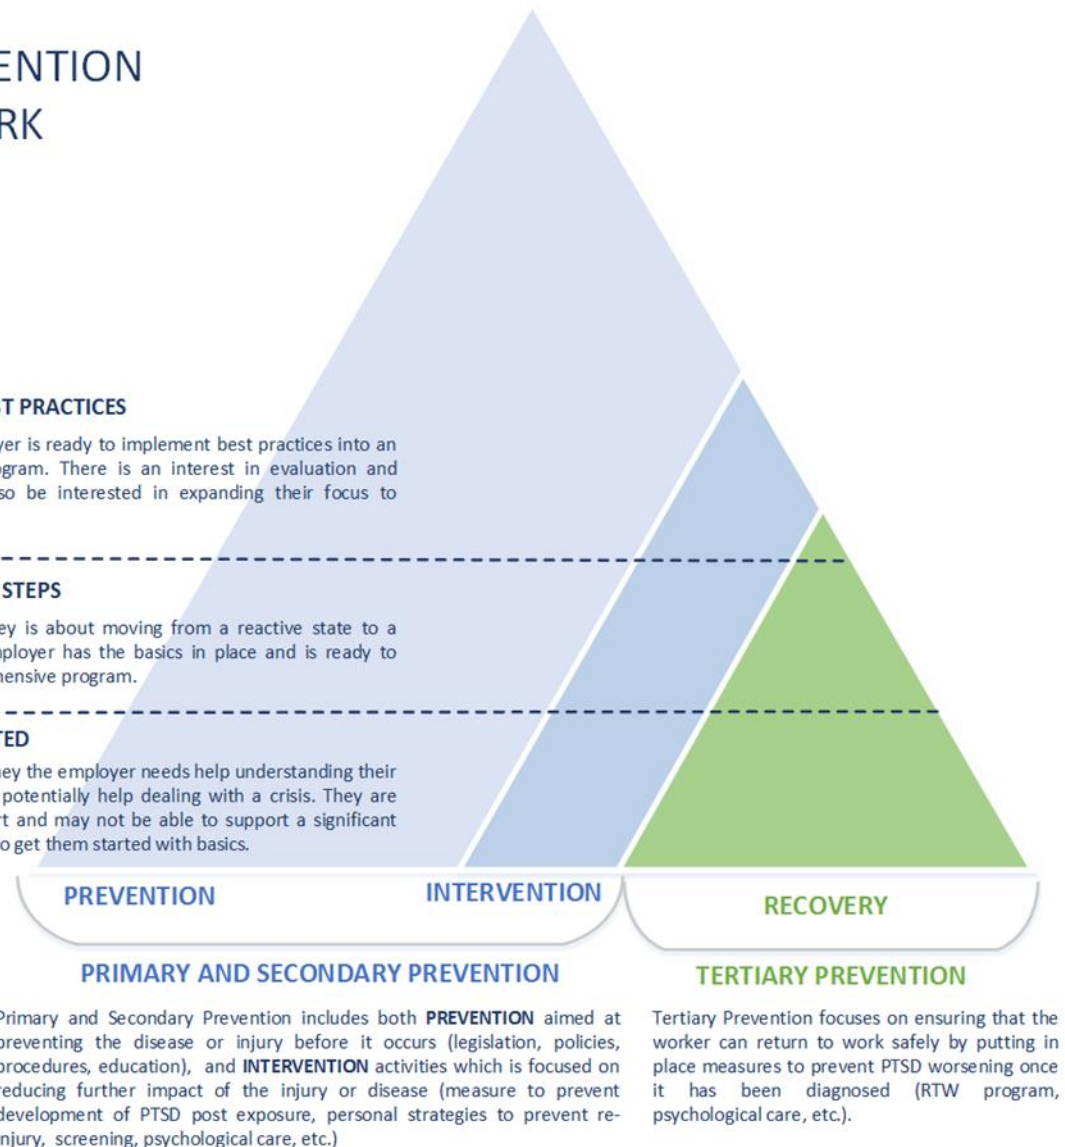 ENTION
RK
ST PRACTICES
yer is ready to implement best practices into an
ogram. There is an interest in evaluation and
so be interested in expanding their focus to
STEPS
ey is about moving from a reactive state to a
mployer has the basics in place and is ready to
hensive program.
TED
ney the employer needs help understanding their
potentially help dealing with a crisis. They are
rt and may not be able to support a significant
o get them started with basics.
PREVENTION
INTERVENTION
RECOVERY
PRIMARY AND SECONDARY PREVENTION
TERTIARY PREVENTION
Primary and Secondary Prevention includes both PREVENTION aimed at
preventing the disease or injury before it occurs (legislation, policies,
procedures, education), and INTERVENTION activities which is focused on
reducing further impact of the injury or disease (measure to prevent
development of PTSD post exposure, personal strategies to prevent re-
injury, screening, psychological care, etc.)
Tertiary Prevention focuses on ensuring that the
worker can return to work safely by putting in
place measures to prevent PTSD worsening once
it has been diagnosed (RTW program,
psychological care, etc.).